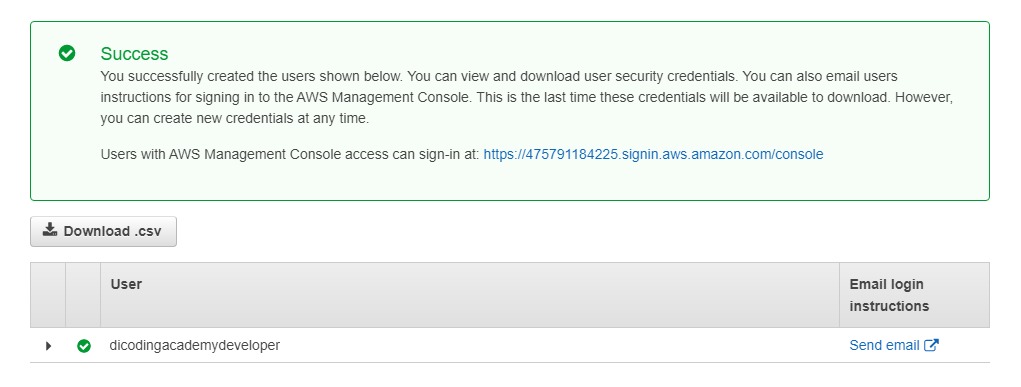 Success
You successfully created the users shown below. You can view and download user security credentials. You can also email users
instructions for signing in to the AWS Management Console. This is the last time these credentials will be available to download. However,
you can create new credentials at any time.
Users with AWS Management Console access can sign-in at: https://475791184225.signin.aws.amazon.com/console
Download .csv
User
Email login
instructions
dicodingacademydeveloper
Send email